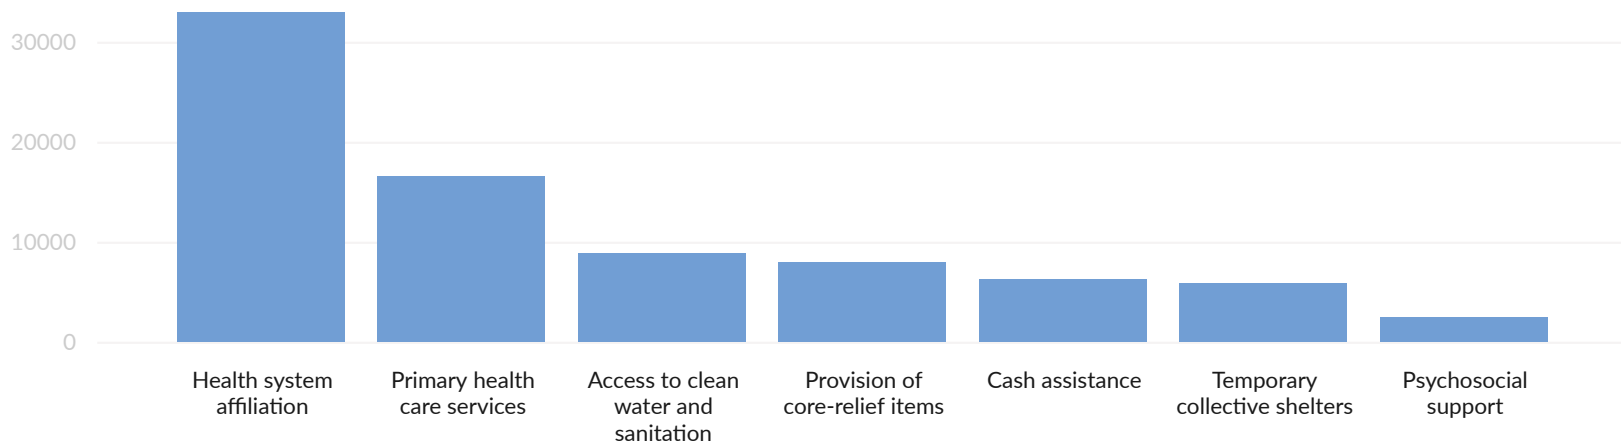 30000
20000
10000
0
Health system
affiliation
Primary health
care services
Access to clean
water and
sanitation
Provision of
core-relief items
Cash assistance
Temporary
collective shelters
Psychosocial
support